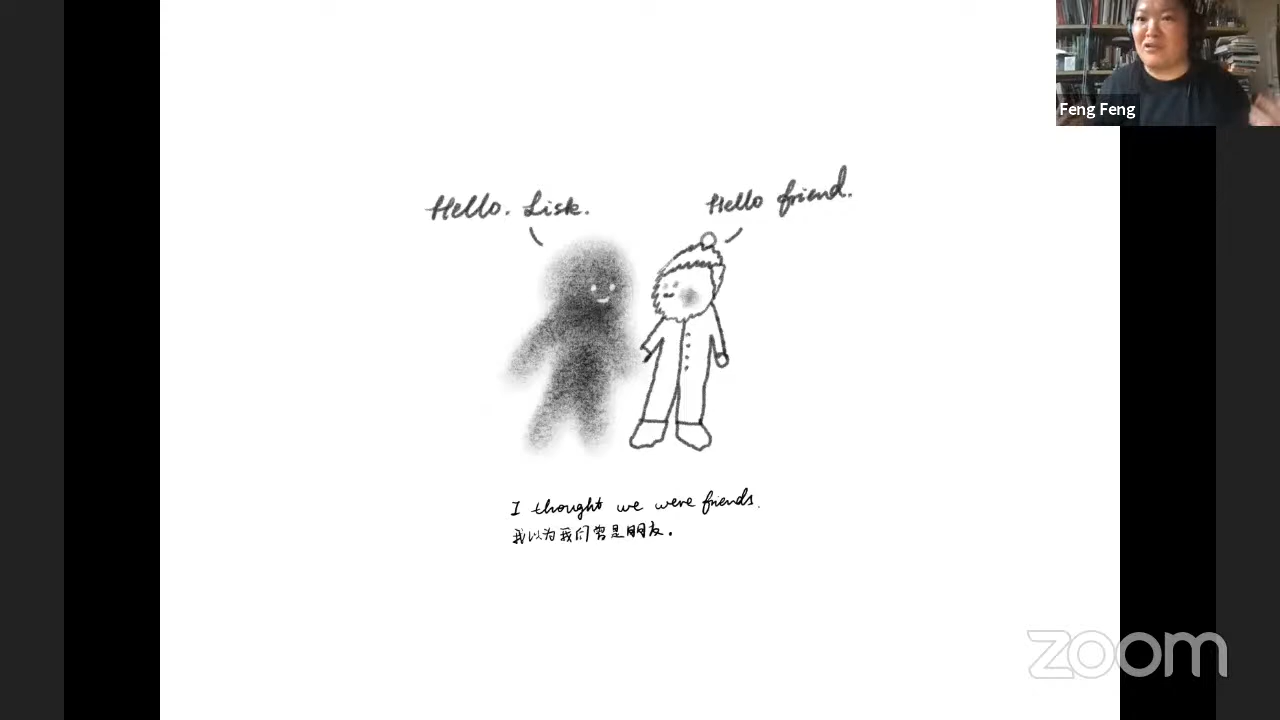 Feng Feng
Hello. Lisk.
Hello friend.
I thought we were friends.
我以为我们曾是朋友.
zoom